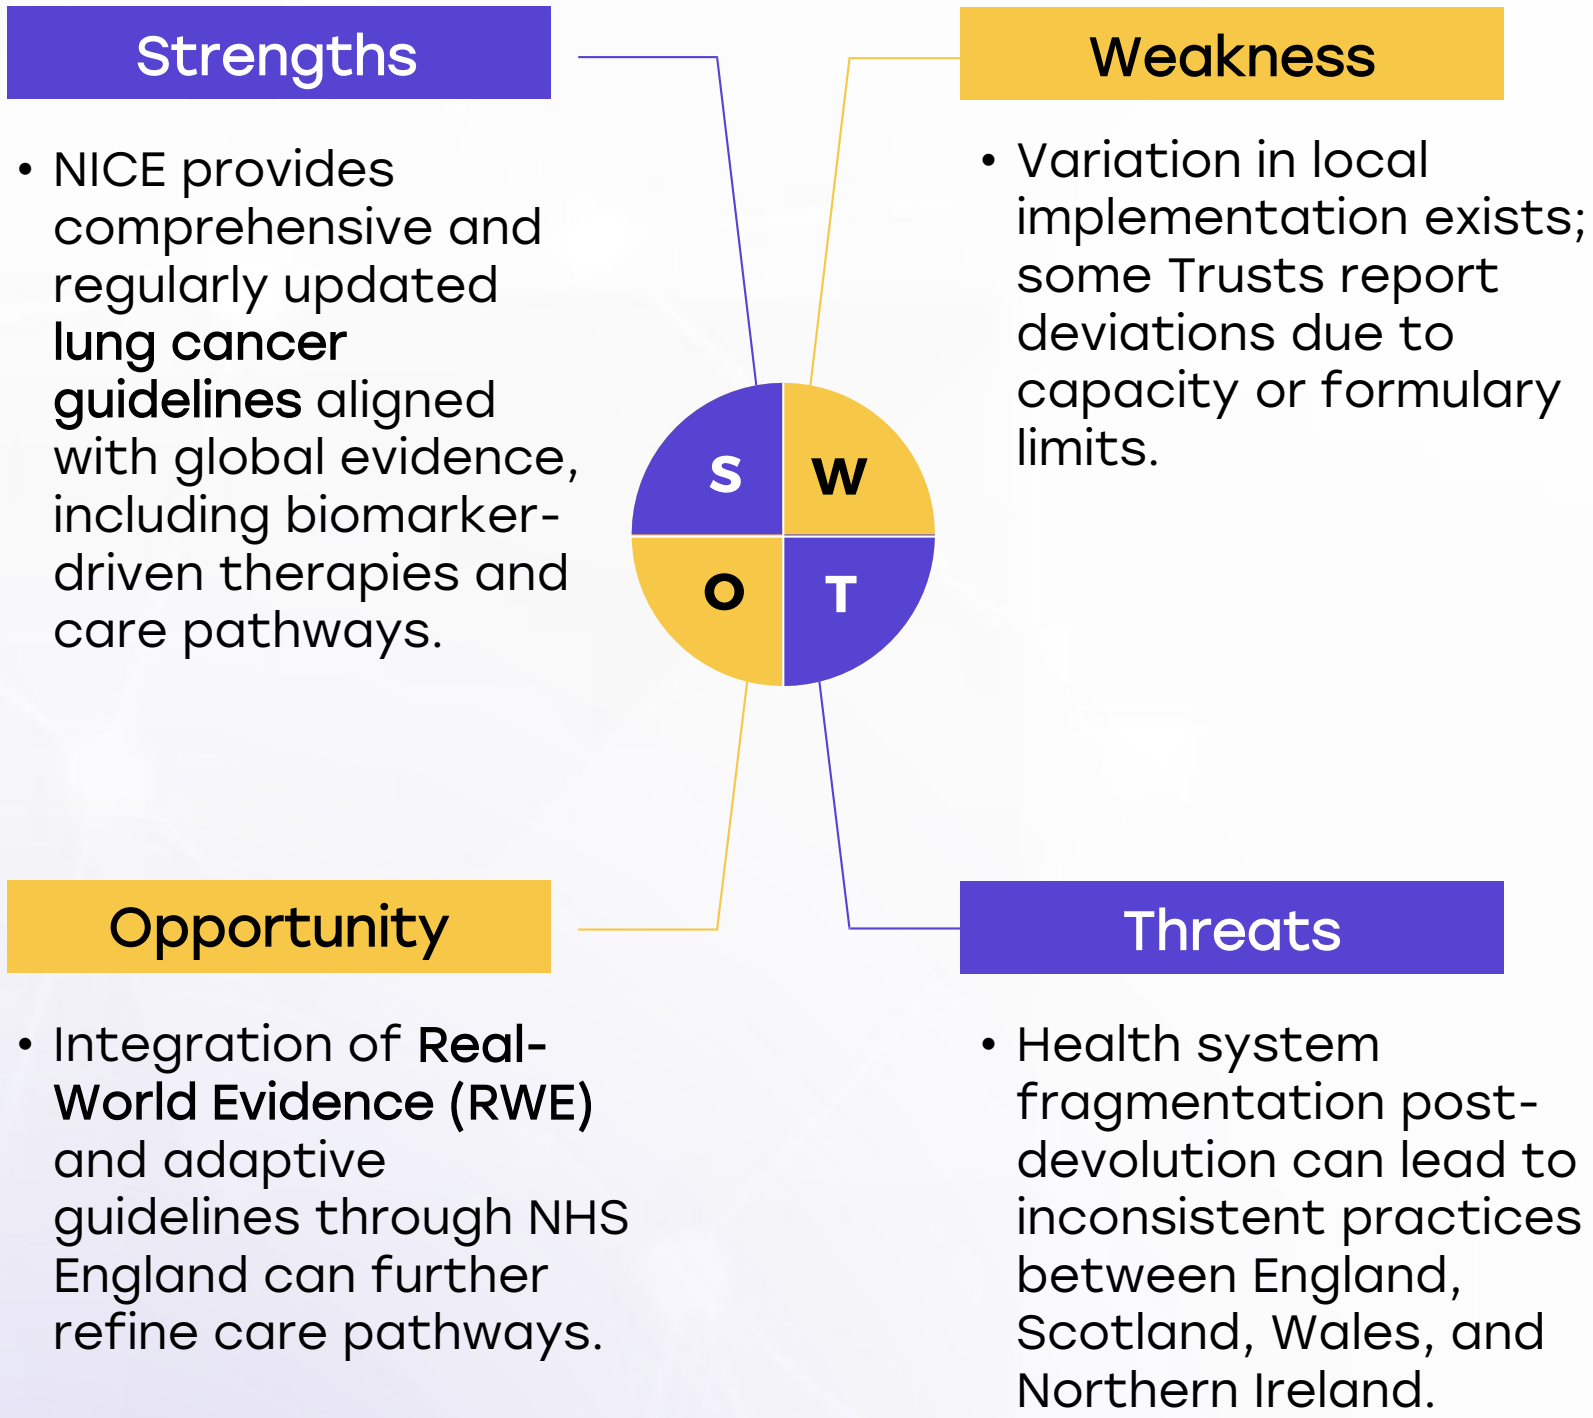 Strengths
• NICE provides
comprehensive and
regularly updated
lung cancer
guidelines aligned
with global evidence,
including biomarker-
driven therapies and
care pathways.
Weakness
• Variation in local
implementation exists;
some Trusts report
deviations due to
capacity or formulary
limits.
S
W
O
T
Opportunity
• Integration of Real-
World Evidence (RWE)
and adaptive
guidelines through NHS
England can further
refine care pathways.
Threats
• Health system
fragmentation post-
devolution can lead to
inconsistent practices
between England,
Scotland, Wales, and
Northern Ireland.